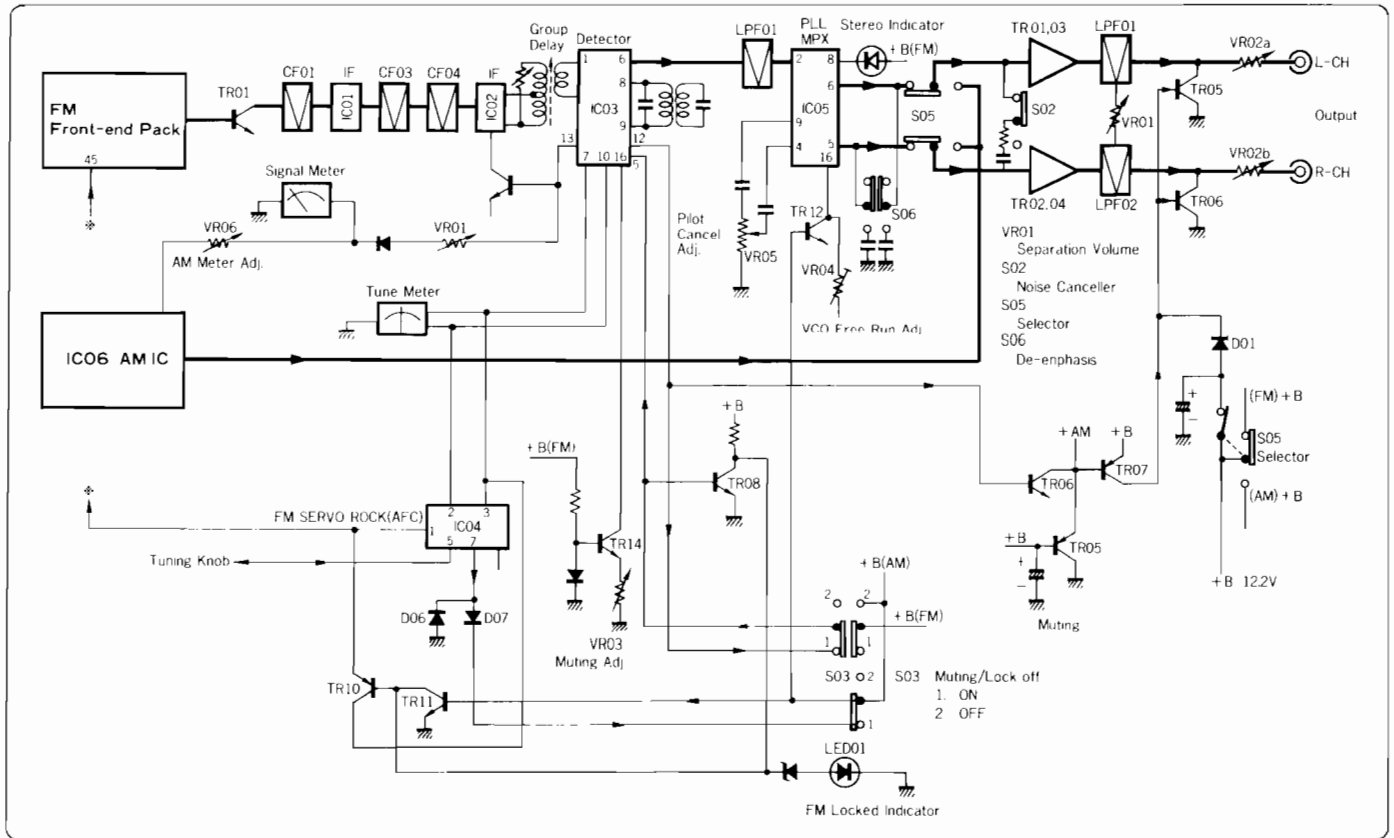 Group
Delay
Detector
LPF01
PLL
MPX
Stereo Indicator
+ B(FM)
TR01,03
LPF01
VR02a
L-CH
FM
Front-end Pack
45
※
TR01
CF01
IF
IC01
CF03
CF04
IF
IC02
1
6
8
9
IC03
13
12
7
10
16
5
2
8
6
IC05
9
4
5
16
S05
S02
VR01
TR05
Output
VR02b
R-CH
TR02.04
LPF02
TR06
Signal Meter
VR06
AM Meter Adj.
VR01
Pilot
Cancel
Adj.
VR05
TR12
VR04
VCO Free Run Adj
S06
VR01
Separation Volume
S02
Noise Canceller
S05
Selector
S06
De-enphasis
Tune Meter
IC06 AM IC
D01
+
-
(FM) + B
S05
Selector
(AM) + B
+B 12.2V
+ B(FM)
+ B
TR08
+ AM
+ B
TR07
TR06
+ B
TR05
+
-
Muting
※
FM SERVO ROCK(AFC)
2
3
1
IC04
5
7
Tuning Knob
D06
D07
TR14
VR03
Muting Adj
+ B(AM)
2
2
+ B(FM)
1
1
S03
2
S03 Muting/Lock off
1. ON
2 OFF
1
TR10
TR11
LED01
FM Locked Indicator